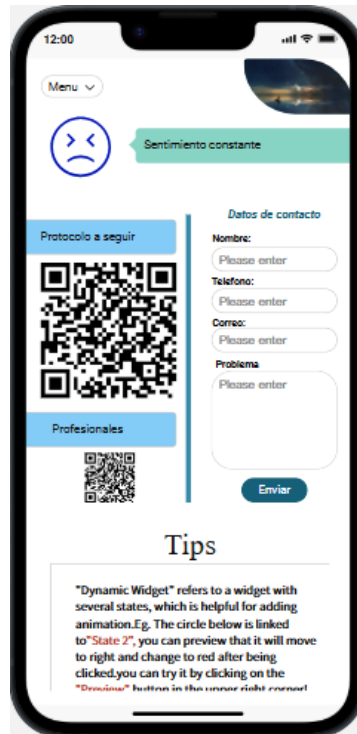 12:00
Menu
Sentimiento constante
Protocolo a seguir
Profesionales
Datos de contacto
Nombre:
Please enter
Telefono:
Please enter
Correo:
Please enter
Problema
Please enter
Enviar
Tips
"Dynamic Widget" refers to a widget with
several states, which is helpful for adding
animation.Eg. The circle below is linked
to"State 2", you can preview that it will move
to right and change to red after being
clicked.you can try it by clicking on the
"Preview" button in the upper right corner!